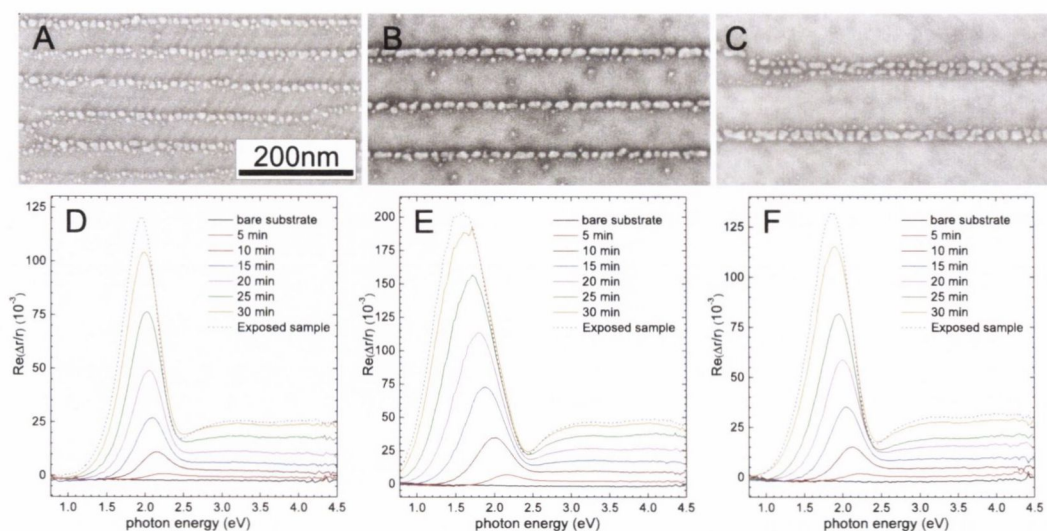 A
B
C
200nm
D
E
F
bare substrate
5 min
10 min
15 min
20 min
25 min
30 min
Exposed sample
Re(Δr/r) (10⁻³)
125
100
75
50
25
0
1.0 1.5 2.0 2.5 3.0 3.5 4.0 4.5
photon energy (eV)
bare substrate
5 min
10 min
15 min
20 min
25 min
30 min
Exposed sample
Re(Δr/r) (10⁻³)
200
175
150
125
100
75
50
25
0
1.0 1.5 2.0 2.5 3.0 3.5 4.0 4.5
photon energy (eV)
bare substrate
5 min
10 min
15 min
20 min
25 min
30 min
Exposed sample
Re(Δr/r) (10⁻³)
125
100
75
50
25
0
1.0 1.5 2.0 2.5 3.0 3.5 4.0 4.5
photon energy (eV)